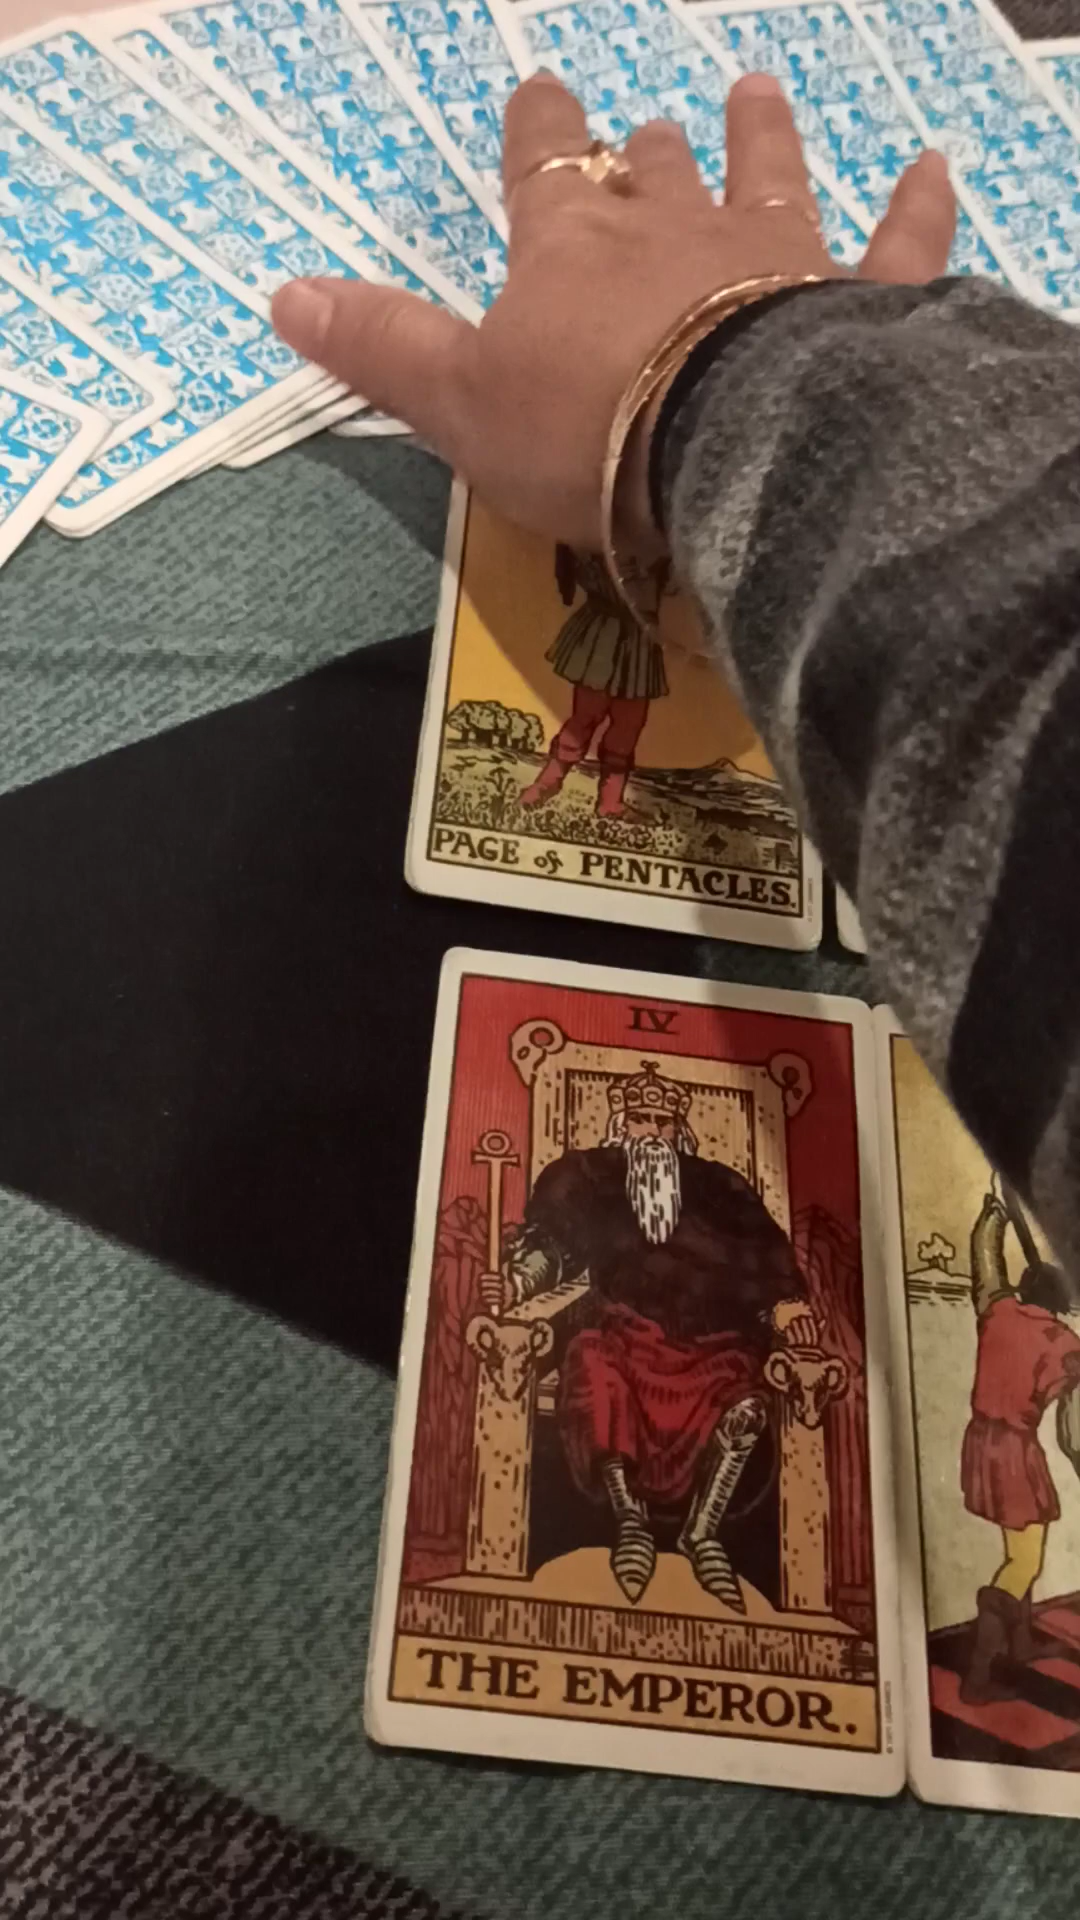 PAGE of PENTACLES.
IV
THE EMPEROR.